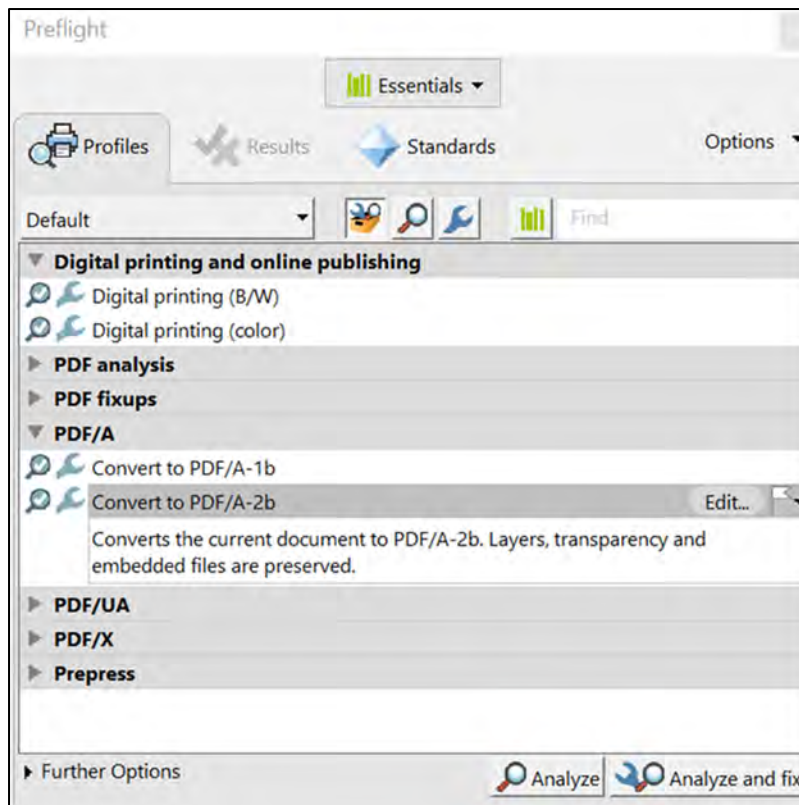 Preflight
Essentials
Profiles Results Standards Options
Default Find
Digital printing and online publishing
Digital printing (B/W)
Digital printing (color)
PDF analysis
PDF fixups
PDF/A
Convert to PDF/A-1b
Convert to PDF/A-2b Edit...
Converts the current document to PDF/A-2b. Layers, transparency and
embedded files are preserved.
PDF/UA
PDF/X
Prepress
Further Options Analyze Analyze and fix